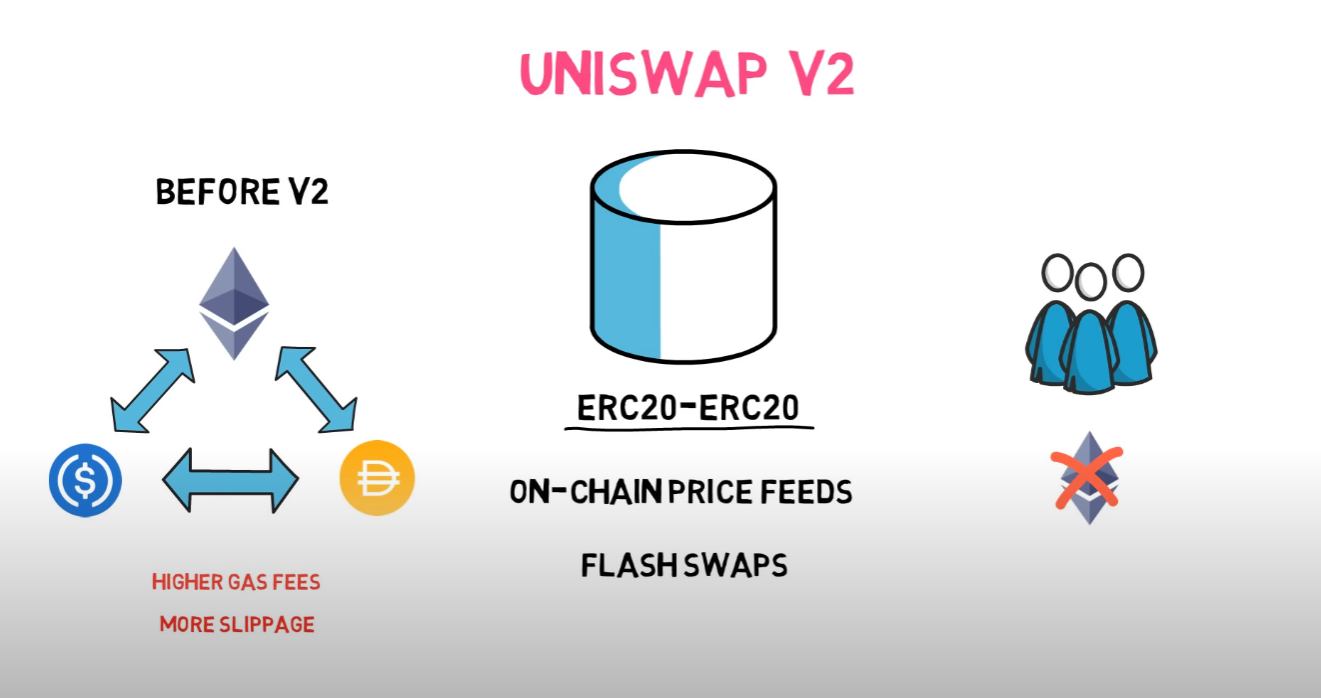 UNISWAP V2
BEFORE V2
$
HIGHER GAS FEES
MORE SLIPPAGE
ERC20-ERC20
ON-CHAIN PRICE FEEDS
FLASH SWAPS